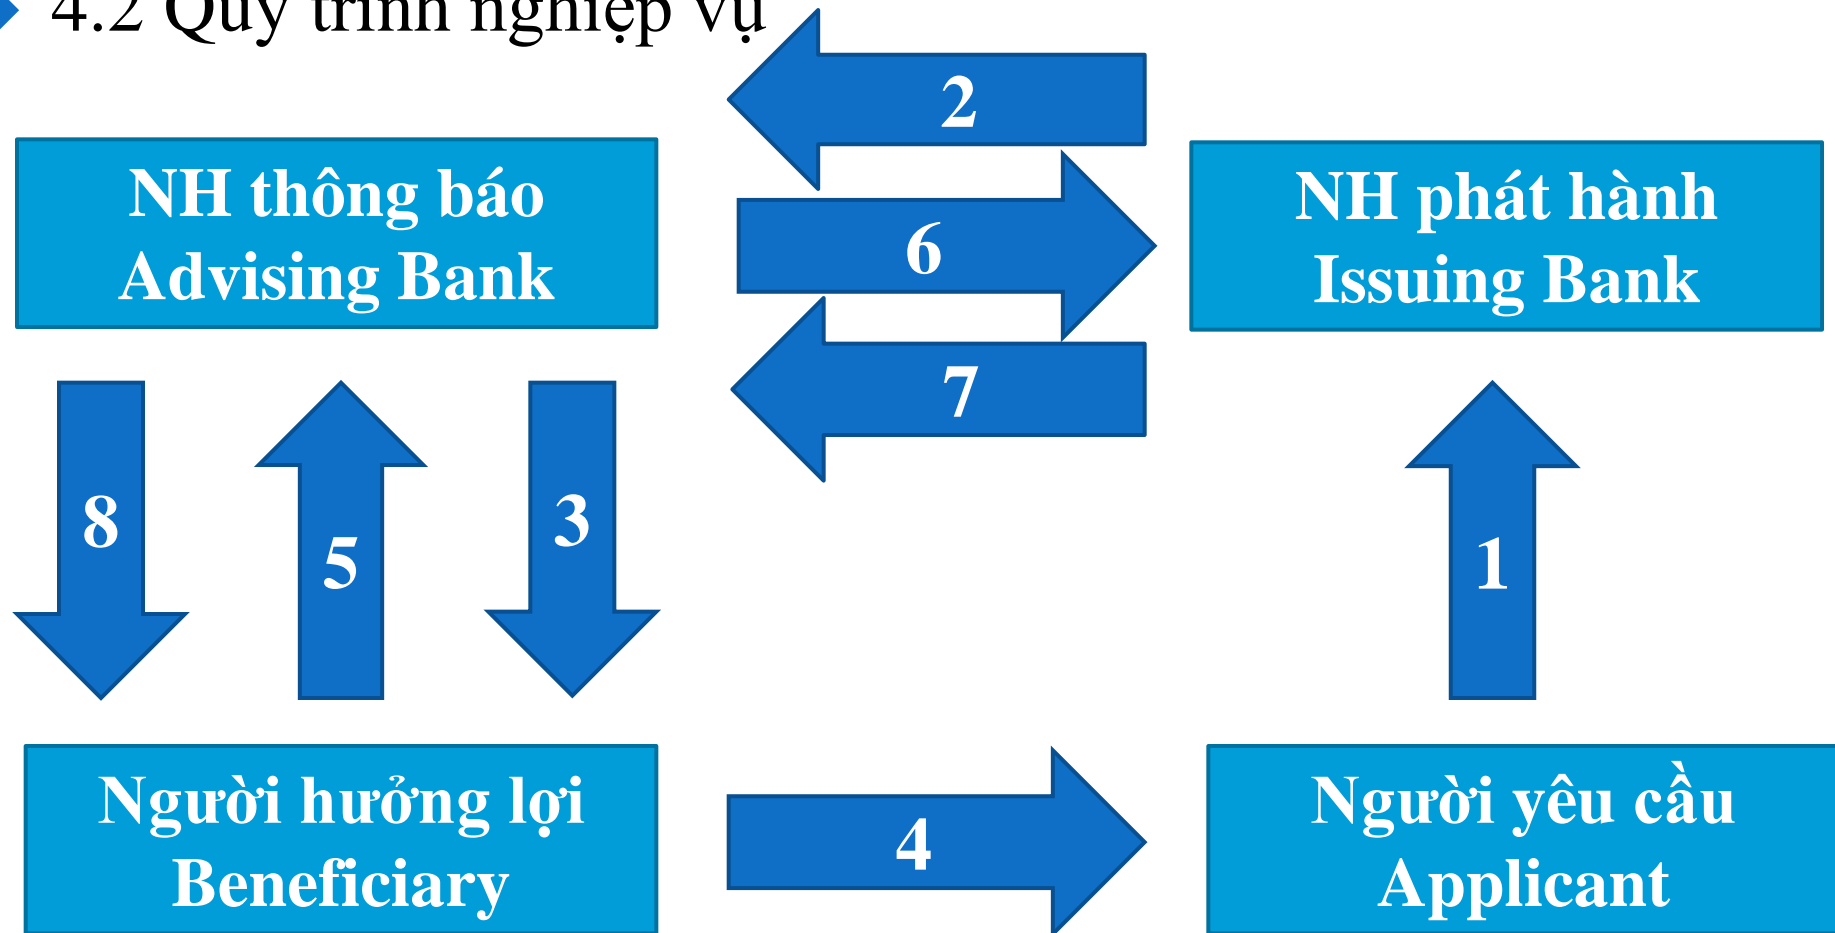 4.2 Quy trình nghiệp vụ
2
NH thông báo
Advising Bank
NH phát hành
Issuing Bank
6
7
8
5
3
1
Người hưởng lợi
Beneficiary
4
Người yêu cầu
Applicant